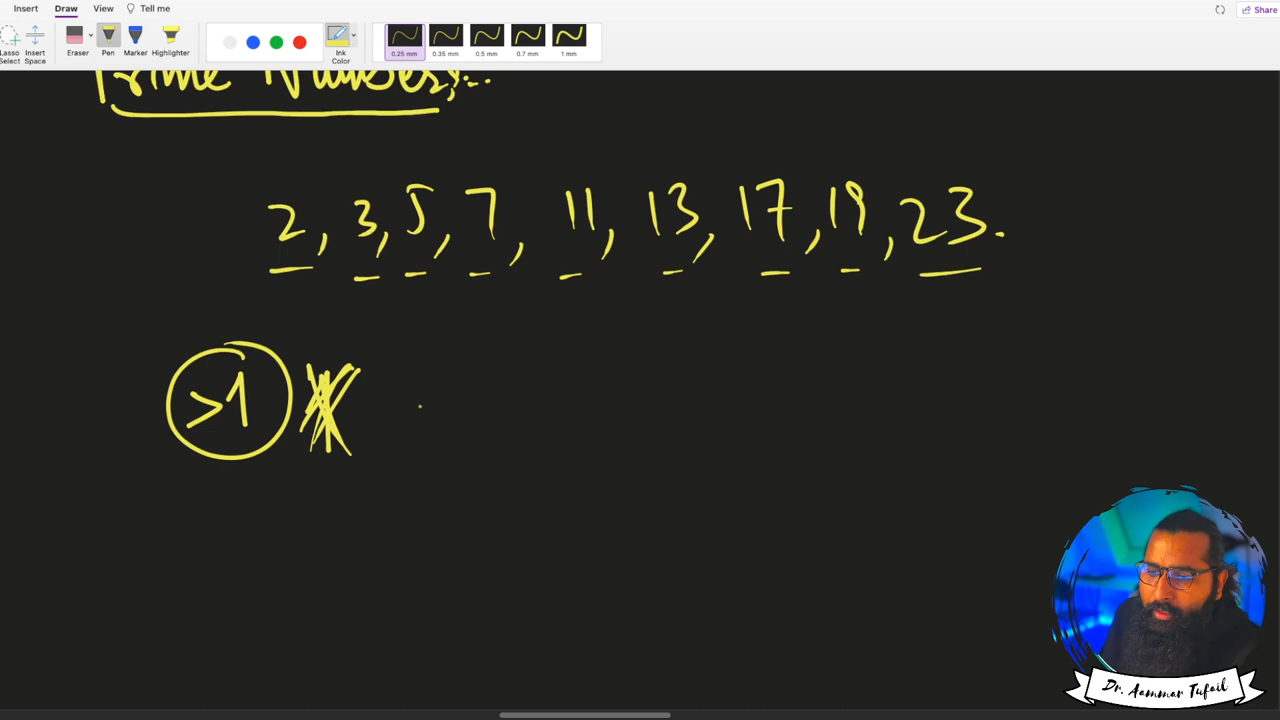 Insert Draw View Tell me Share
Lasso Select Insert Space Eraser Pen Marker Highlighter Ink Color 0.25 mm 0.35 mm 0.5 mm 0.7 mm 1 mm
Prime Numbers:-
2, 3, 5, 7, 11, 13, 17, 19, 23.
>1
Dr. Aammar Tufail